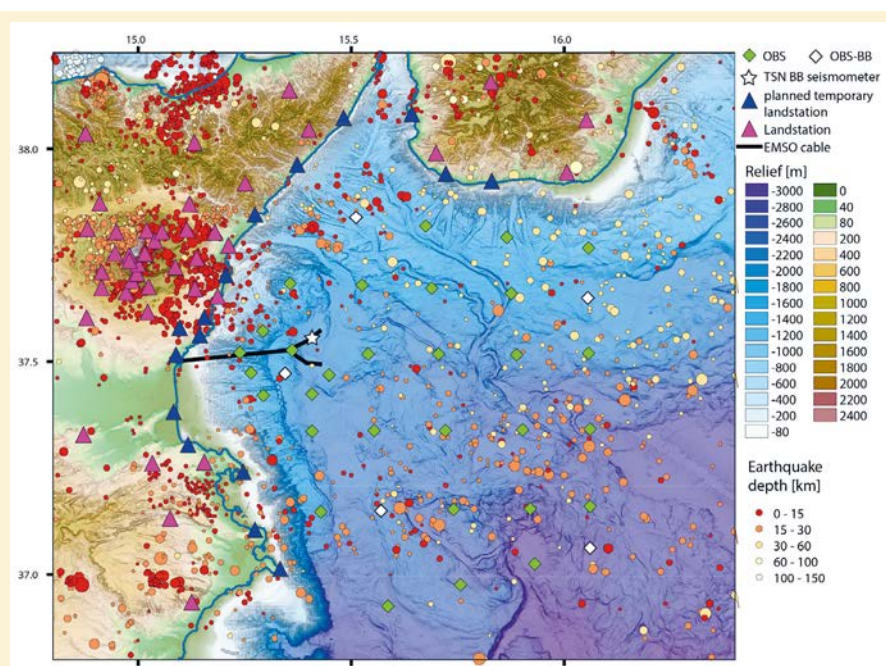 15.0 15.5 16.0
38.0
37.5
37.0
OBS OBS-BB
TSN BB seismometer
planned temporary
landstation
Landstation
EMSO cable
Relief [m]
-3000 0
-2800 40
-2600 80
-2400 200
-2200 400
-2000 600
-1800 800
-1600 1000
-1400 1200
-1200 1400
-1000 1600
-800 1800
-600 2000
-400 2200
-200 2400
-80
Earthquake
depth [km]
0 - 15
15 - 30
30 - 60
60 - 100
100 - 150